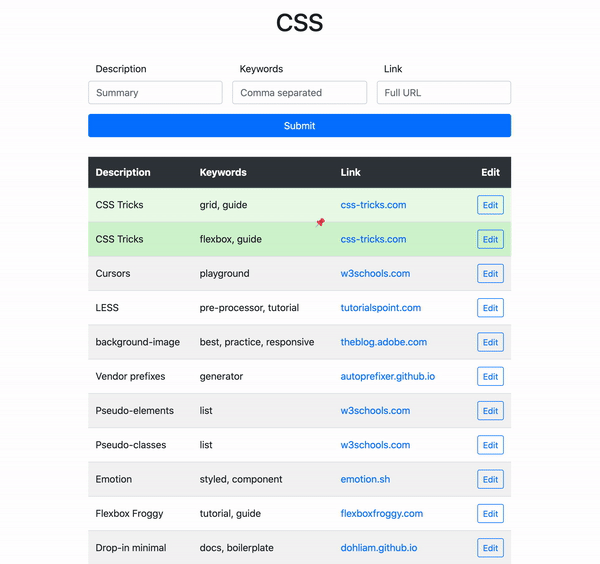 CSS
Description Keywords Link
Summary Comma separated Full URL
Submit
Description Keywords Link Edit
CSS Tricks grid, guide css-tricks.com Edit
CSS Tricks flexbox, guide css-tricks.com Edit
Cursors playground w3schools.com Edit
LESS pre-processor, tutorial tutorialspoint.com Edit
background-image best, practice, responsive theblog.adobe.com Edit
Vendor prefixes generator autoprefixer.github.io Edit
Pseudo-elements list w3schools.com Edit
Pseudo-classes list w3schools.com Edit
Emotion styled, component emotion.sh Edit
Flexbox Froggy tutorial, guide flexboxfroggy.com Edit
Drop-in minimal docs, boilerplate dohliam.github.io Edit